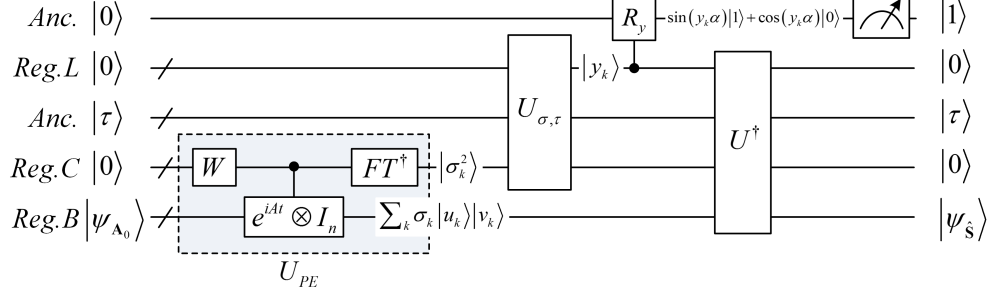 Anc. |0⟩ R_y sin(y_kα)|1⟩+cos(y_kα)|0⟩ |1⟩
Reg.L |0⟩ |y_k⟩ |0⟩
Anc. |τ⟩ U_{σ,τ} U^† |τ⟩
Reg.C |0⟩ W FT^† |σ_k^2⟩ |0⟩
Reg.B |ψ_{A_0}⟩ e^{iAt} ⊗ I_n ∑_k σ_k|u_k⟩|v_k⟩ |ψ_{Ŝ}⟩
U_{PE}